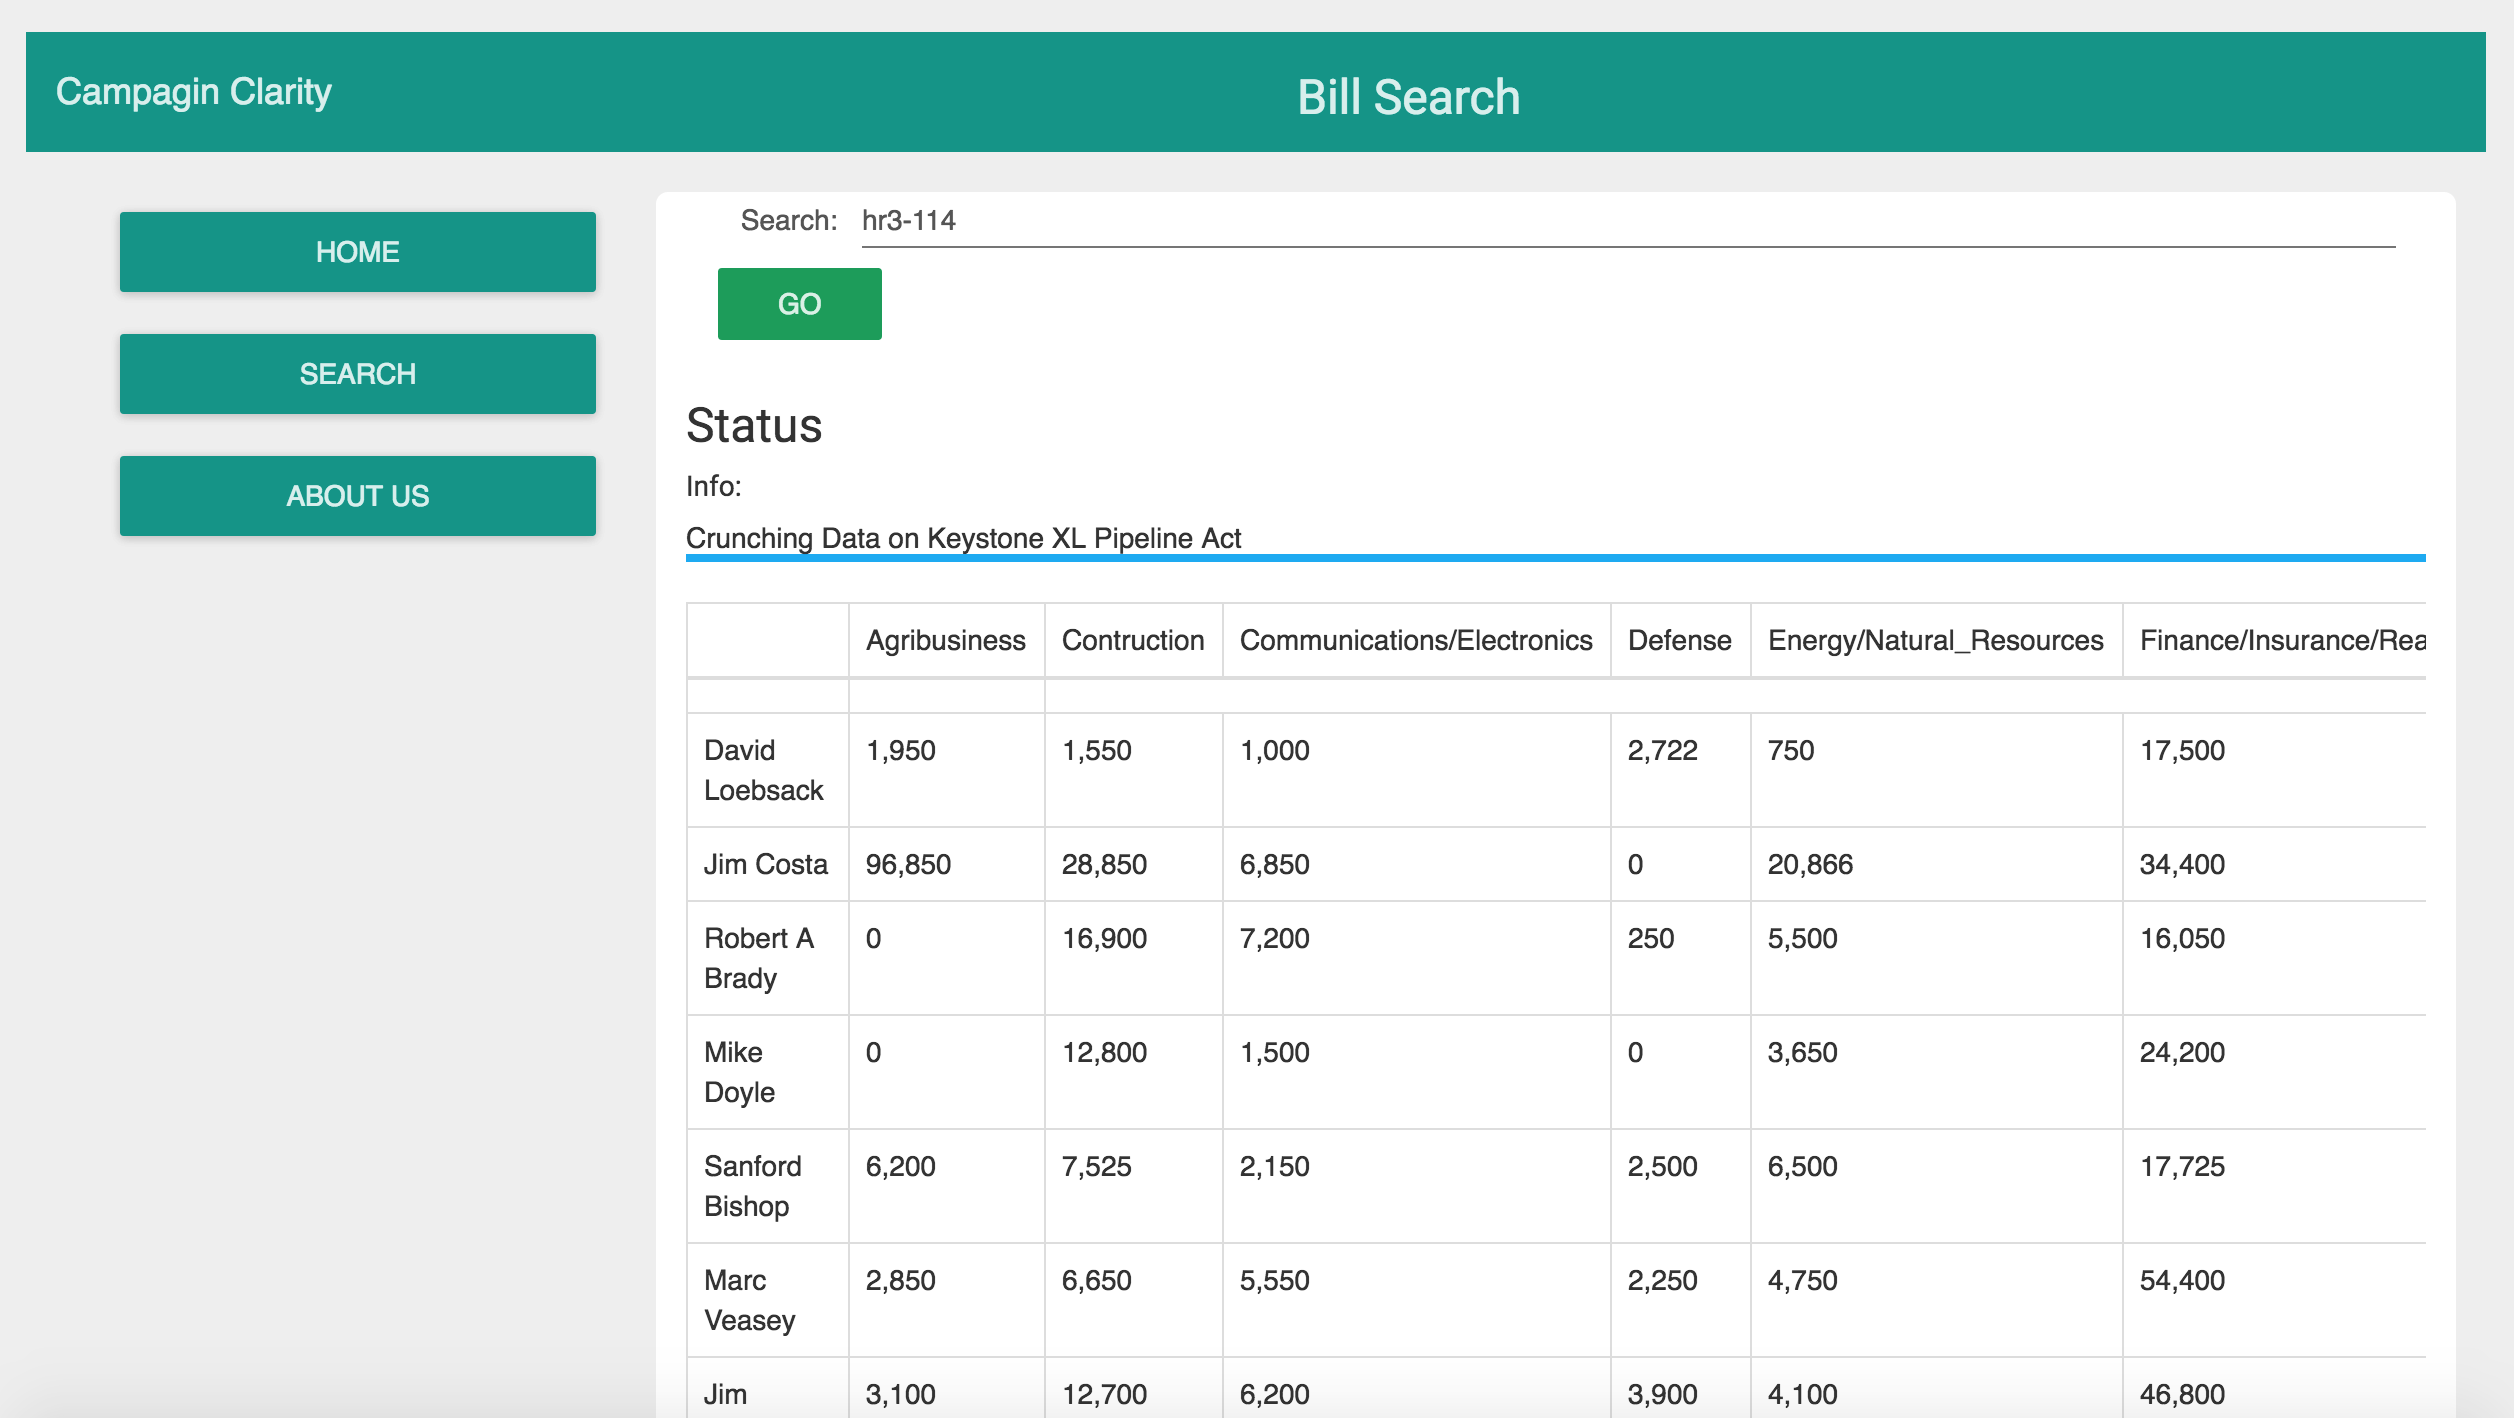 Campagin Clarity
Bill Search
HOME
SEARCH
ABOUT US
Search: hr3-114
GO
Status
Info:
Crunching Data on Keystone XL Pipeline Act
Agribusiness Contruction Communications/Electronics Defense Energy/Natural_Resources Finance/Insurance/Rea
David Loebsack 1,950 1,550 1,000 2,722 750 17,500
Jim Costa 96,850 28,850 6,850 0 20,866 34,400
Robert A Brady 0 16,900 7,200 250 5,500 16,050
Mike Doyle 0 12,800 1,500 0 3,650 24,200
Sanford Bishop 6,200 7,525 2,150 2,500 6,500 17,725
Marc Veasey 2,850 6,650 5,550 2,250 4,750 54,400
Jim 3,100 12,700 6,200 3,900 4,100 46,800